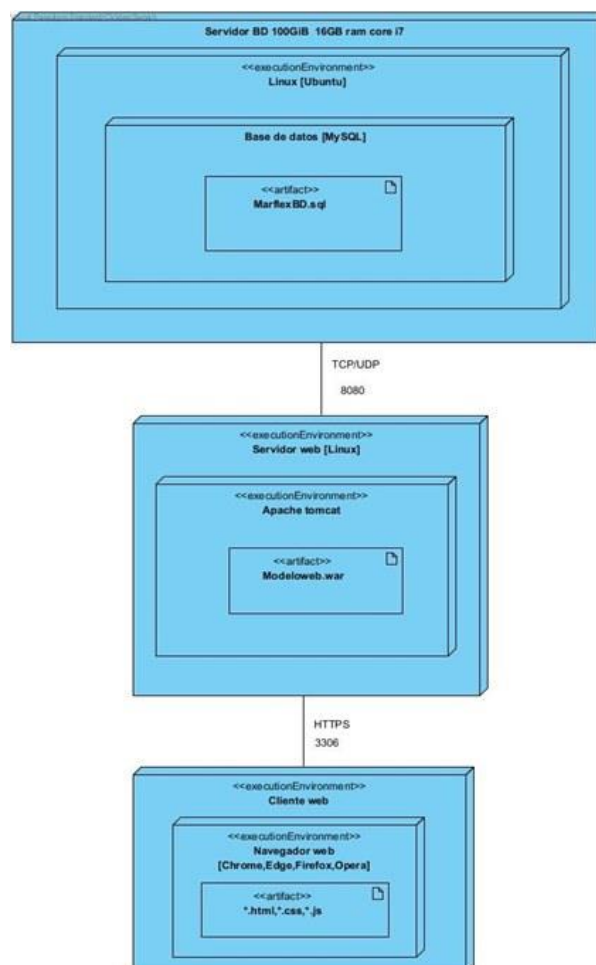 Servidor BD 100GiB 16GB ram core i7
<<executionEnvironment>>
Linux [Ubuntu]
Base de datos [MySQL]
<<artifact>>
MarflexBD.sql
TCP/UDP
8080
<<executionEnvironment>>
Servidor web [Linux]
<<executionEnvironment>>
Apache tomcat
<<artifact>>
Modeloweb.war
HTTPS
3306
<<executionEnvironment>>
Cliente web
<<executionEnvironment>>
Navegador web
[Chrome,Edge,Firefox,Opera]
<<artifact>>
*.html,*.css,*.js